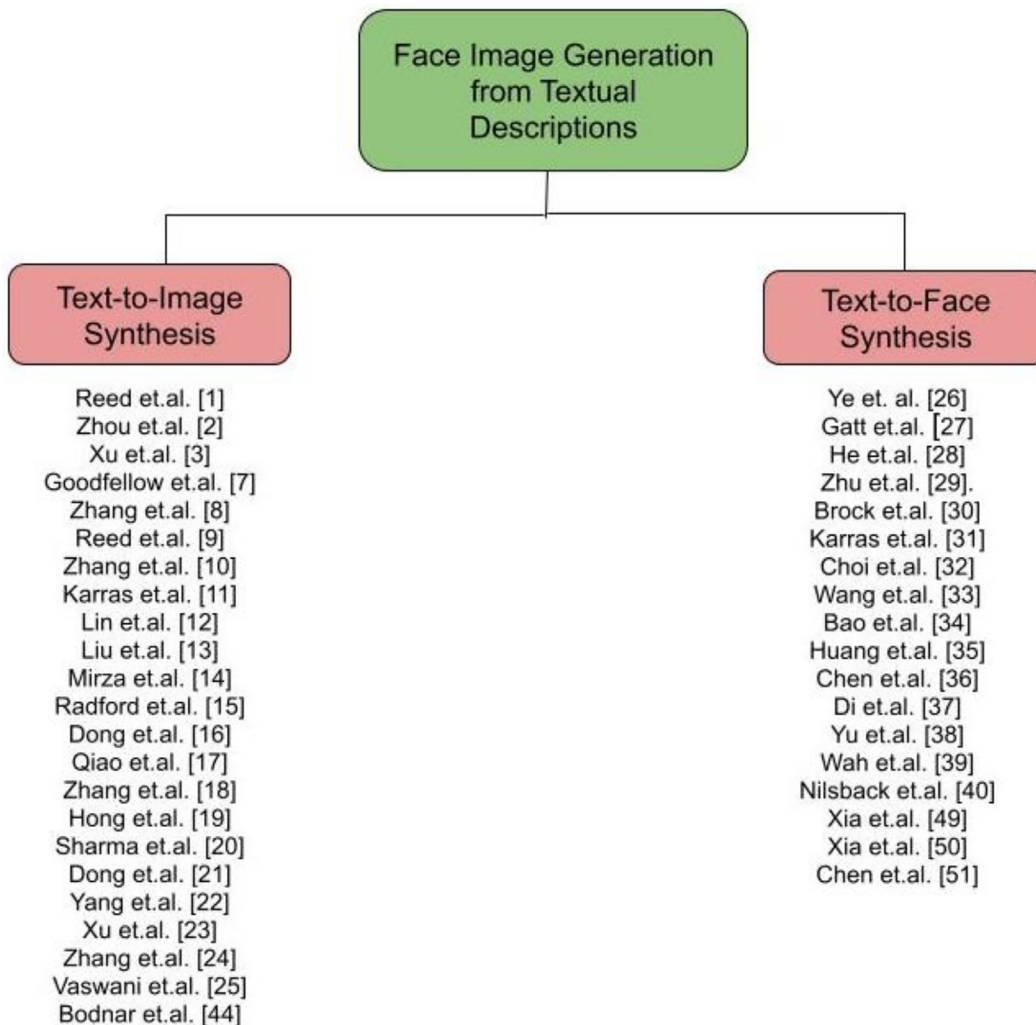 Face Image Generation
from Textual
Descriptions
Text-to-Image
Synthesis
Reed et.al. [1]
Zhou et.al. [2]
Xu et.al. [3]
Goodfellow et.al. [7]
Zhang et.al. [8]
Reed et.al. [9]
Zhang et.al. [10]
Karras et.al. [11]
Lin et.al. [12]
Liu et.al. [13]
Mirza et.al. [14]
Radford et.al. [15]
Dong et.al. [16]
Qiao et.al. [17]
Zhang et.al. [18]
Hong et.al. [19]
Sharma et.al. [20]
Dong et.al. [21]
Yang et.al. [22]
Xu et.al. [23]
Zhang et.al. [24]
Vaswani et.al. [25]
Bodnar et.al. [44]
Text-to-Face
Synthesis
Ye et. al. [26]
Gatt et.al. [27]
He et.al. [28]
Zhu et.al. [29].
Brock et.al. [30]
Karras et.al. [31]
Choi et.al. [32]
Wang et.al. [33]
Bao et.al. [34]
Huang et.al. [35]
Chen et.al. [36]
Di et.al. [37]
Yu et.al. [38]
Wah et.al. [39]
Nilsback et.al. [40]
Xia et.al. [49]
Xia et.al. [50]
Chen et.al. [51]